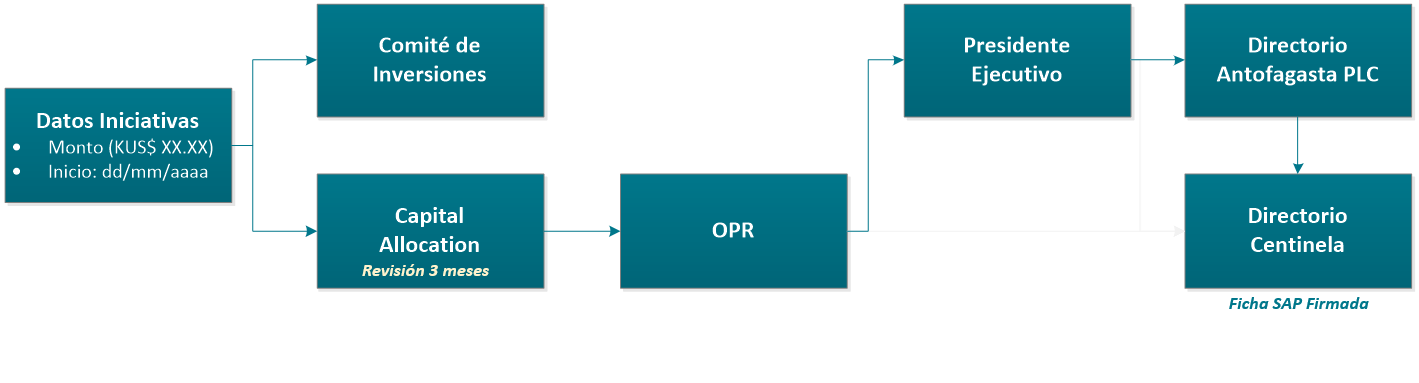 Datos Iniciativas
• Monto (KUS$ XX.XX)
• Inicio: dd/mm/aaaa
Comité de
Inversiones
Capital
Allocation
Revisión 3 meses
OPR
Presidente
Ejecutivo
Directorio
Antofagasta PLC
Directorio
Centinela
Ficha SAP Firmada